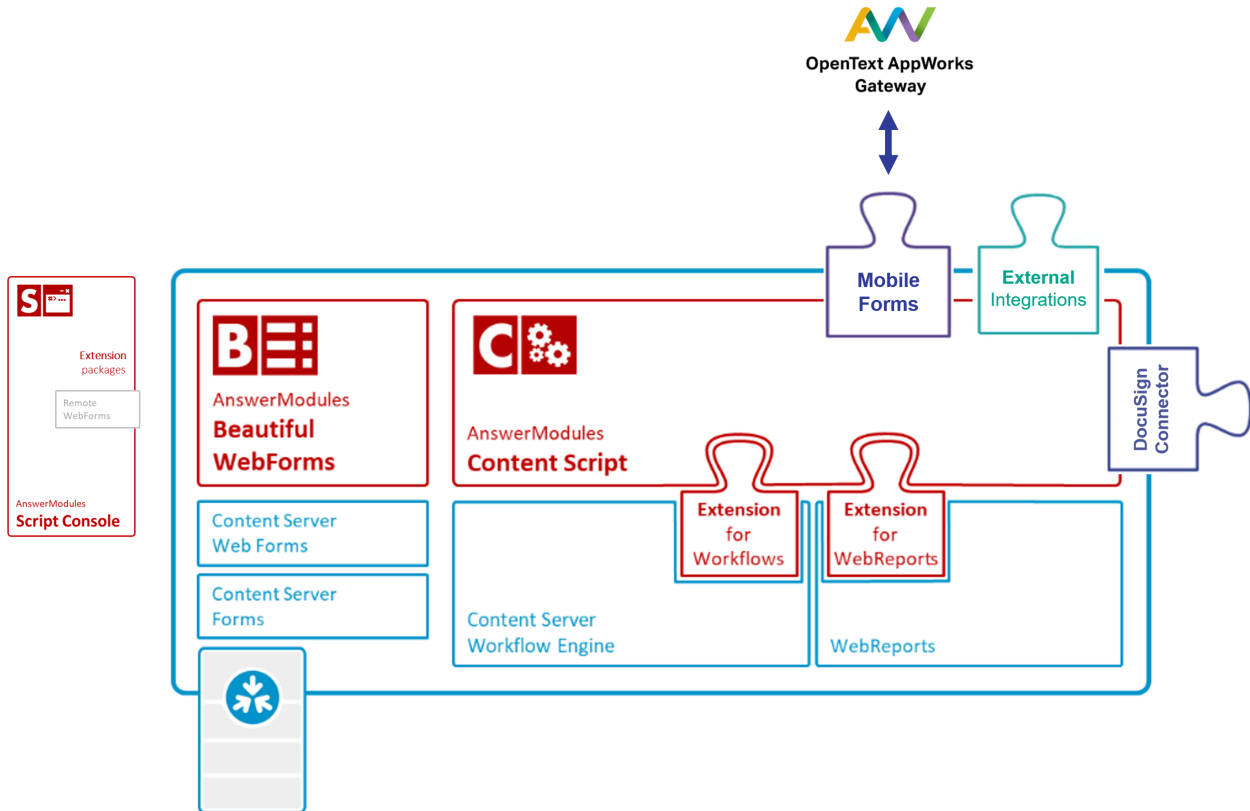 OpenText AppWorks
Gateway
Mobile
Forms
External
Integrations
DocuSign
Connector
S
#>...
Extension
packages
Remote
WebForms
AnswerModules
Script Console
B
AnswerModules
Beautiful
WebForms
C
AnswerModules
Content Script
Extension
for
Workflows
Extension
for
WebReports
Content Server
Web Forms
Content Server
Forms
Content Server
Workflow Engine
WebReports